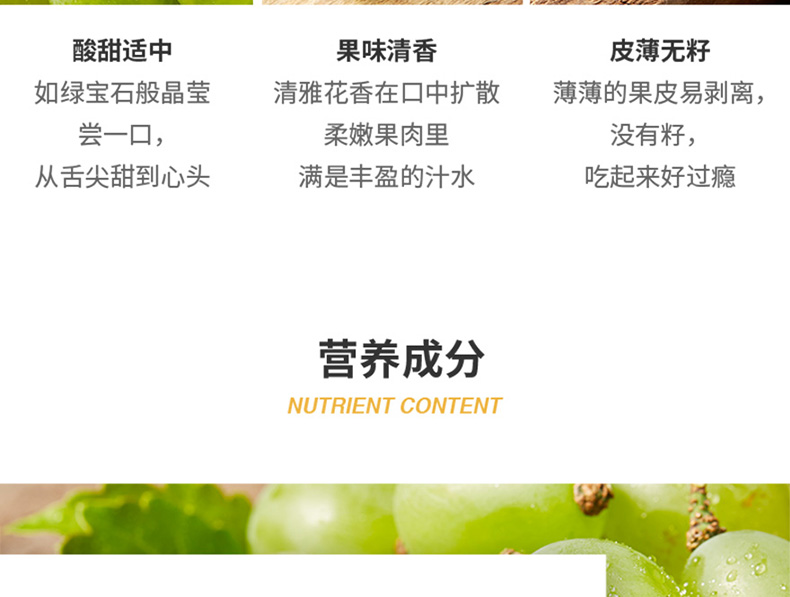 酸甜适中
如绿宝石般晶莹
尝一口，
从舌尖甜到心头
果味清香
清雅花香在口中扩散
柔嫩果肉里
满是丰盈的汁水
皮薄无籽
薄薄的果皮易剥离，
没有籽，
吃起来好过瘾
营养成分
NUTRIENT CONTENT